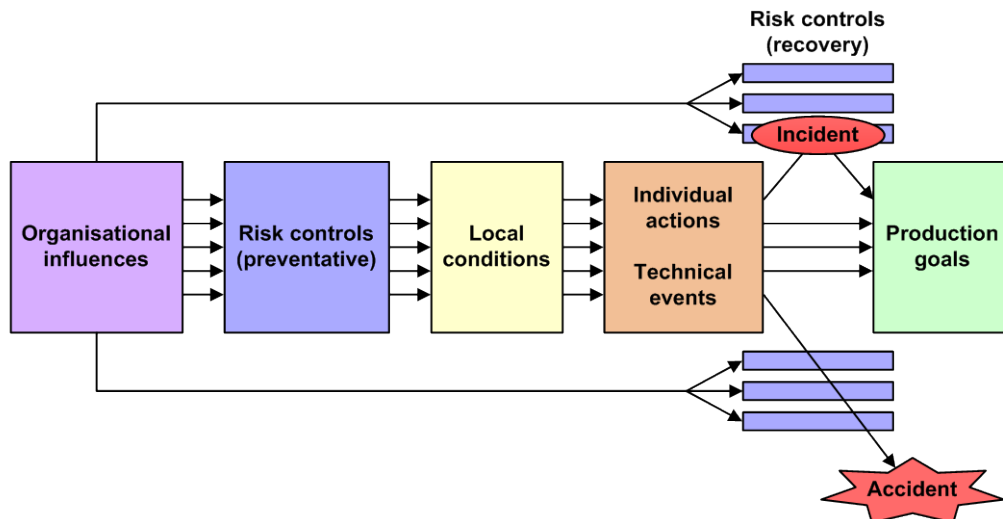 Risk controls
(recovery)
Incident
Organisational
influences
Risk controls
(preventative)
Local
conditions
Individual
actions
Technical
events
Production
goals
Accident